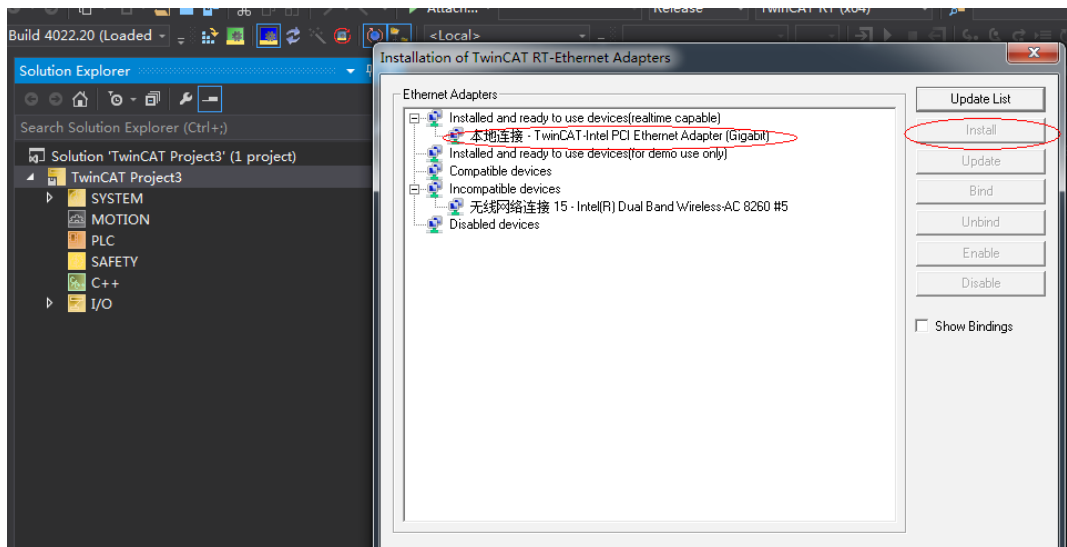 Attach...
Release
TwinCAT RT (x64)
Build 4022.20 (Loaded
<Local>
Solution Explorer
Search Solution Explorer (Ctrl+;)
Solution 'TwinCAT Project3' (1 project)
TwinCAT Project3
SYSTEM
MOTION
PLC
SAFETY
C++
I/O
Installation of TwinCAT RT-Ethernet Adapters
Ethernet Adapters
Installed and ready to use devices(realtime capable)
本地连接 - TwinCAT-Intel PCI Ethernet Adapter (Gigabit)
Installed and ready to use devices(for demo use only)
Compatible devices
Incompatible devices
无线网络连接 15 - Intel(R) Dual Band Wireless-AC 8260 #5
Disabled devices
Update List
Install
Update
Bind
Unbind
Enable
Disable
Show Bindings